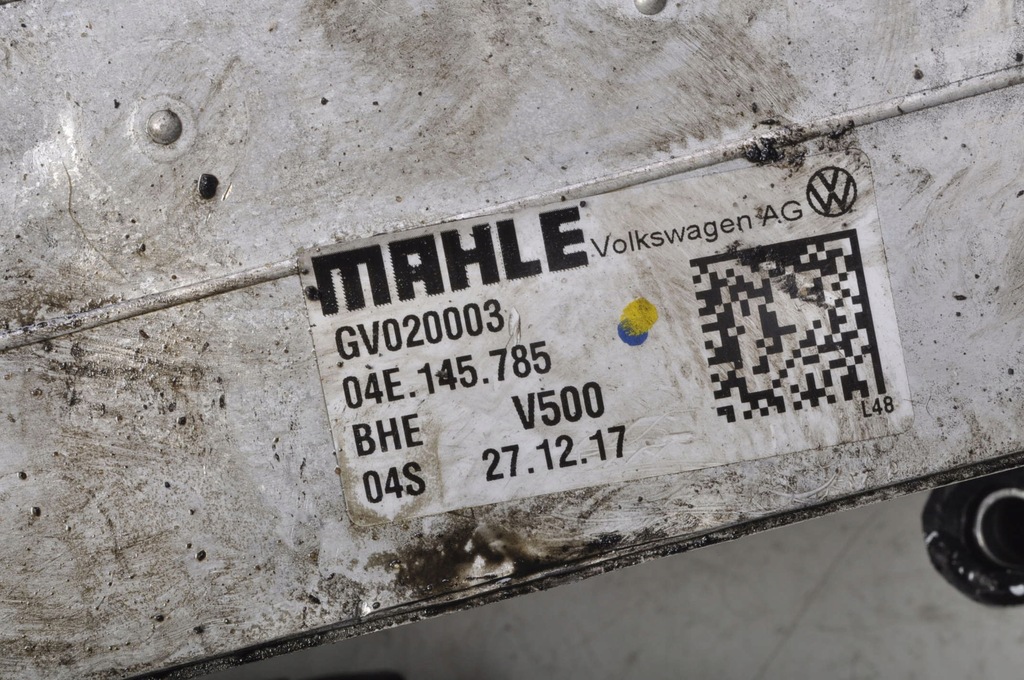 MAHLE Volkswagen AG
GV020003
04E.145.785
BHE V500
04S 27.12.17
L48